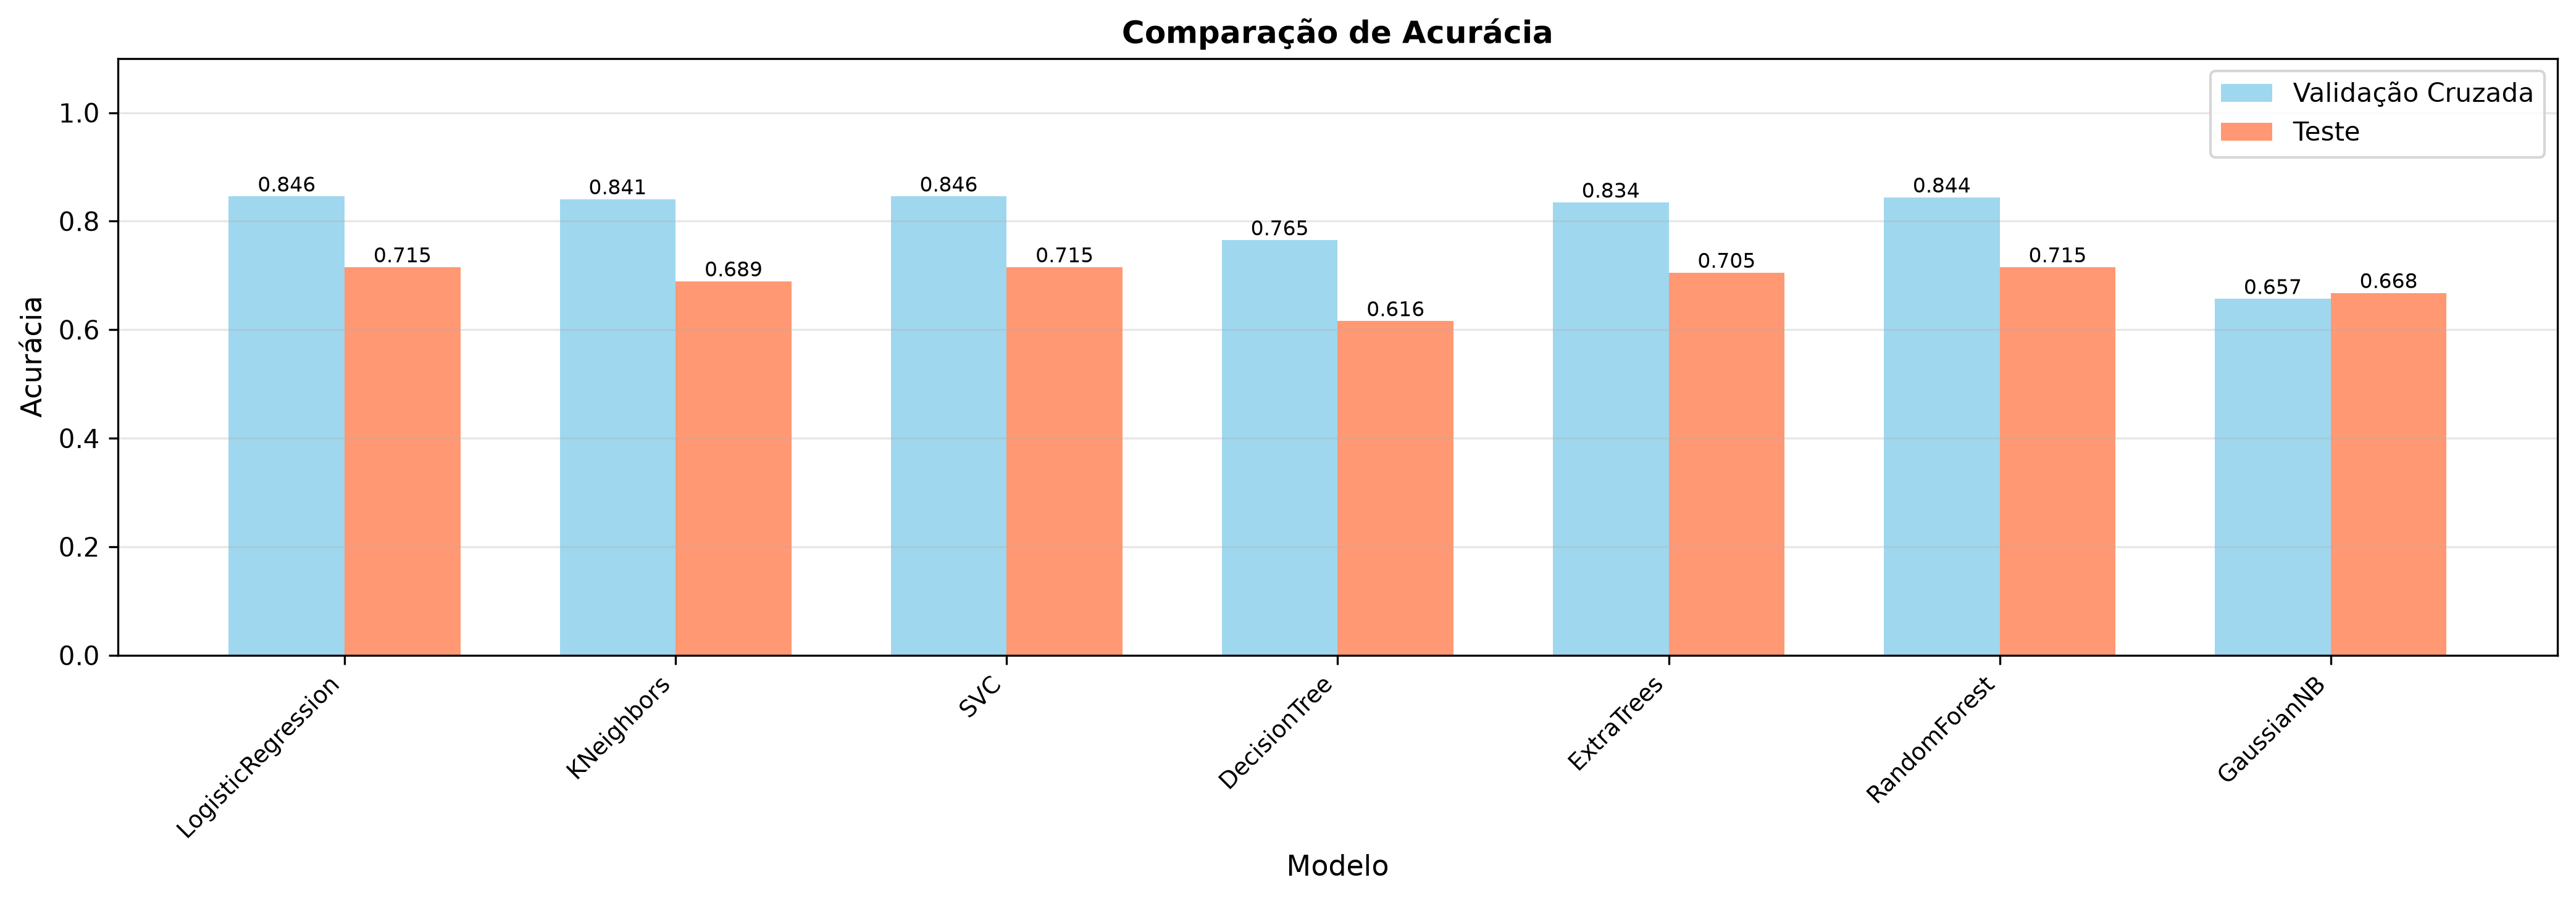 Comparação de Acurácia
Validação Cruzada
Teste
Acurácia
1.0
0.8
0.6
0.4
0.2
0.0
0.846
0.715
0.841
0.689
0.846
0.715
0.765
0.616
0.834
0.705
0.844
0.715
0.657
0.668
LogisticRegression
KNeighbors
SVC
DecisionTree
ExtraTrees
RandomForest
GaussianNB
Modelo